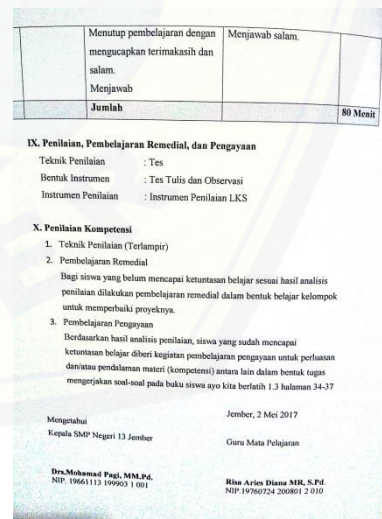 Menutup pembelajaran dengan
mengucapkan terimakasih dan
salam.
Menjawab
Menjawab salam.
Jumlah
80 Menit
IX. Penilaian, Pembelajaran Remedial, dan Pengayaan
Teknik Penilaian : Tes
Bentuk Instrumen : Tes Tulis dan Observasi
Instrumen Penilaian : Instrumen Penilaian LKS
X. Penilaian Kompetensi
1. Teknik Penilaian (Terlampir)
2. Pembelajaran Remedial
Bagi siswa yang belum mencapai ketuntasan belajar sesuai hasil analisis
penilaian dilakukan pembelajaran remedial dalam bentuk belajar kelompok
untuk memperbaiki proyeknya.
3. Pembelajaran Pengayaan
Berdasarkan hasil analisis penilaian, siswa yang sudah mencapai
ketuntasan belajar diberi kegiatan pembelajaran pengayaan untuk perluasan
dan/atau pendalaman materi (kompetensi) antara lain dalam bentuk tugas
mengerjakan soal-soal pada buku siswa ayo kita berlatih 1.3 halaman 34-37
Jember, 2 Mei 2017
Mengetahui
Kepala SMP Negeri 13 Jember
Guru Mata Pelajaran
Drs.Mohamad Pagi, MM.Pd.
NIP. 19661113 199903 1 001
Risa Aries Diana MR, S.Pd.
NIP.19760724 200801 2 010